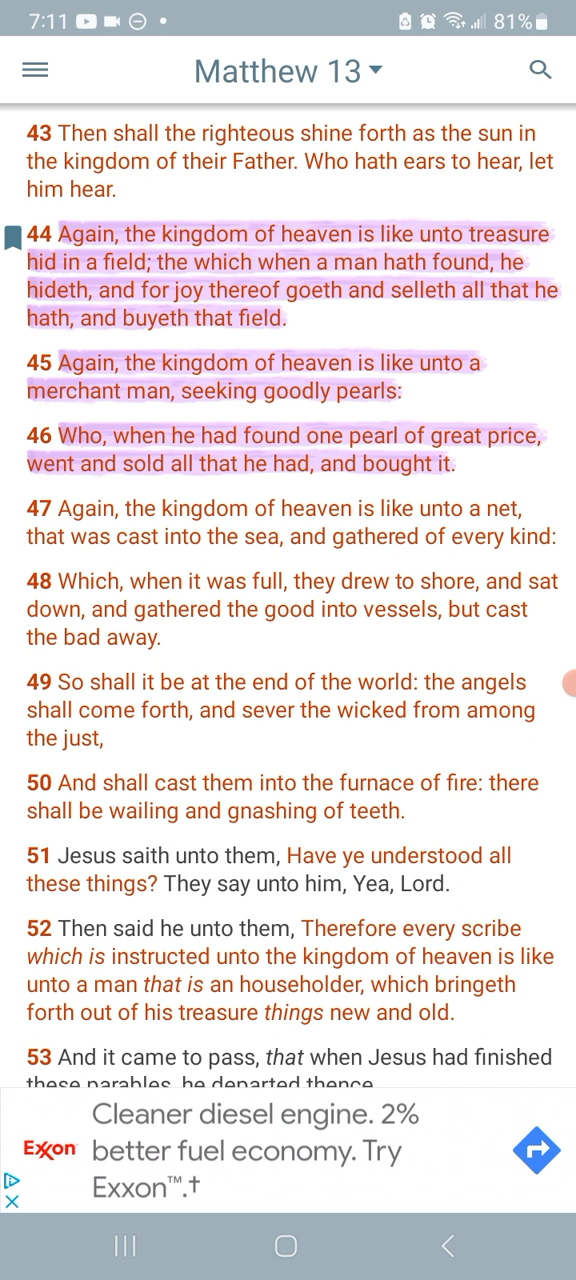 7:11 81%
Matthew 13
43 Then shall the righteous shine forth as the sun in
the kingdom of their Father. Who hath ears to hear, let
him hear.
44 Again, the kingdom of heaven is like unto treasure
hid in a field; the which when a man hath found, he
hideth, and for joy thereof goeth and selleth all that he
hath, and buyeth that field.
45 Again, the kingdom of heaven is like unto a
merchant man, seeking goodly pearls:
46 Who, when he had found one pearl of great price,
went and sold all that he had, and bought it.
47 Again, the kingdom of heaven is like unto a net,
that was cast into the sea, and gathered of every kind:
48 Which, when it was full, they drew to shore, and sat
down, and gathered the good into vessels, but cast
the bad away.
49 So shall it be at the end of the world: the angels
shall come forth, and sever the wicked from among
the just,
50 And shall cast them into the furnace of fire: there
shall be wailing and gnashing of teeth.
51 Jesus saith unto them, Have ye understood all
these things? They say unto him, Yea, Lord.
52 Then said he unto them, Therefore every scribe
which is instructed unto the kingdom of heaven is like
unto a man that is an householder, which bringeth
forth out of his treasure things new and old.
53 And it came to pass, that when Jesus had finished
these parables, he departed thence
Cleaner diesel engine. 2%
Exxon better fuel economy. Try
Exxon™.†